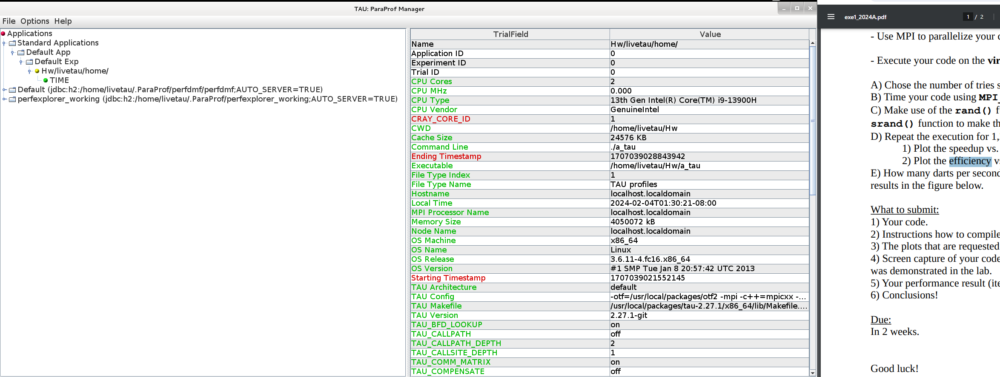 TAU: ParaProf Manager
File Options Help
Applications
Standard Applications
Default App
Default Exp
Hw/livetau/home/
TIME
Default (jdbc:h2:/home/livetau/.ParaProf/perfdmf/perfdmf;AUTO_SERVER=TRUE)
perfexplorer_working (jdbc:h2:/home/livetau/.ParaProf/perfexplorer_working;AUTO_SERVER=TRUE)
TrialField Value
Name Hw/livetau/home/
Application ID 0
Experiment ID 0
Trial ID 0
CPU Cores 2
CPU MHz 0.000
CPU Type 13th Gen Intel(R) Core(TM) i9-13900H
CPU Vendor GenuineIntel
CRAY_CORE_ID 1
CWD /home/livetau/Hw
Cache Size 24576 KB
Command Line ./a_tau
Ending Timestamp 1707039028843942
Executable /home/livetau/Hw/a_tau
File Type Index 1
File Type Name TAU profiles
Hostname localhost.localdomain
Local Time 2024-02-04T01:30:21-08:00
MPI Processor Name localhost.localdomain
Memory Size 4050072 kB
Node Name localhost.localdomain
OS Machine x86_64
OS Name Linux
OS Release 3.6.11-4.fc16.x86_64
OS Version #1 SMP Tue Jan 8 20:57:42 UTC 2013
Starting Timestamp 1707039021552145
TAU Architecture default
TAU Config -otf=/usr/local/packages/otf2 -mpi -c++=mpicxx -...
TAU Makefile /usr/local/packages/tau-2.27.1/x86_64/lib/Makefile....
TAU Version 2.27.1-git
TAU_BFD_LOOKUP on
TAU_CALLPATH off
TAU_CALLPATH_DEPTH 2
TAU_CALLSITE_DEPTH 1
TAU_COMM_MATRIX on
TAU_COMPENSATE off
exe1_2024A.pdf 1 / 2
- Use MPI to parallelize your
- Execute your code on the vir
A) Chose the number of tries s
B) Time your code using MPI_
C) Make use of the rand() f
srand() function to make th
D) Repeat the execution for 1,
1) Plot the speedup vs.
2) Plot the efficiency vs
E) How many darts per second
results in the figure below.
What to submit:
1) Your code.
2) Instructions how to compile
3) The plots that are requested
4) Screen capture of your code
was demonstrated in the lab.
5) Your performance result (ite
6) Conclusions!
Due:
In 2 weeks.
Good luck!